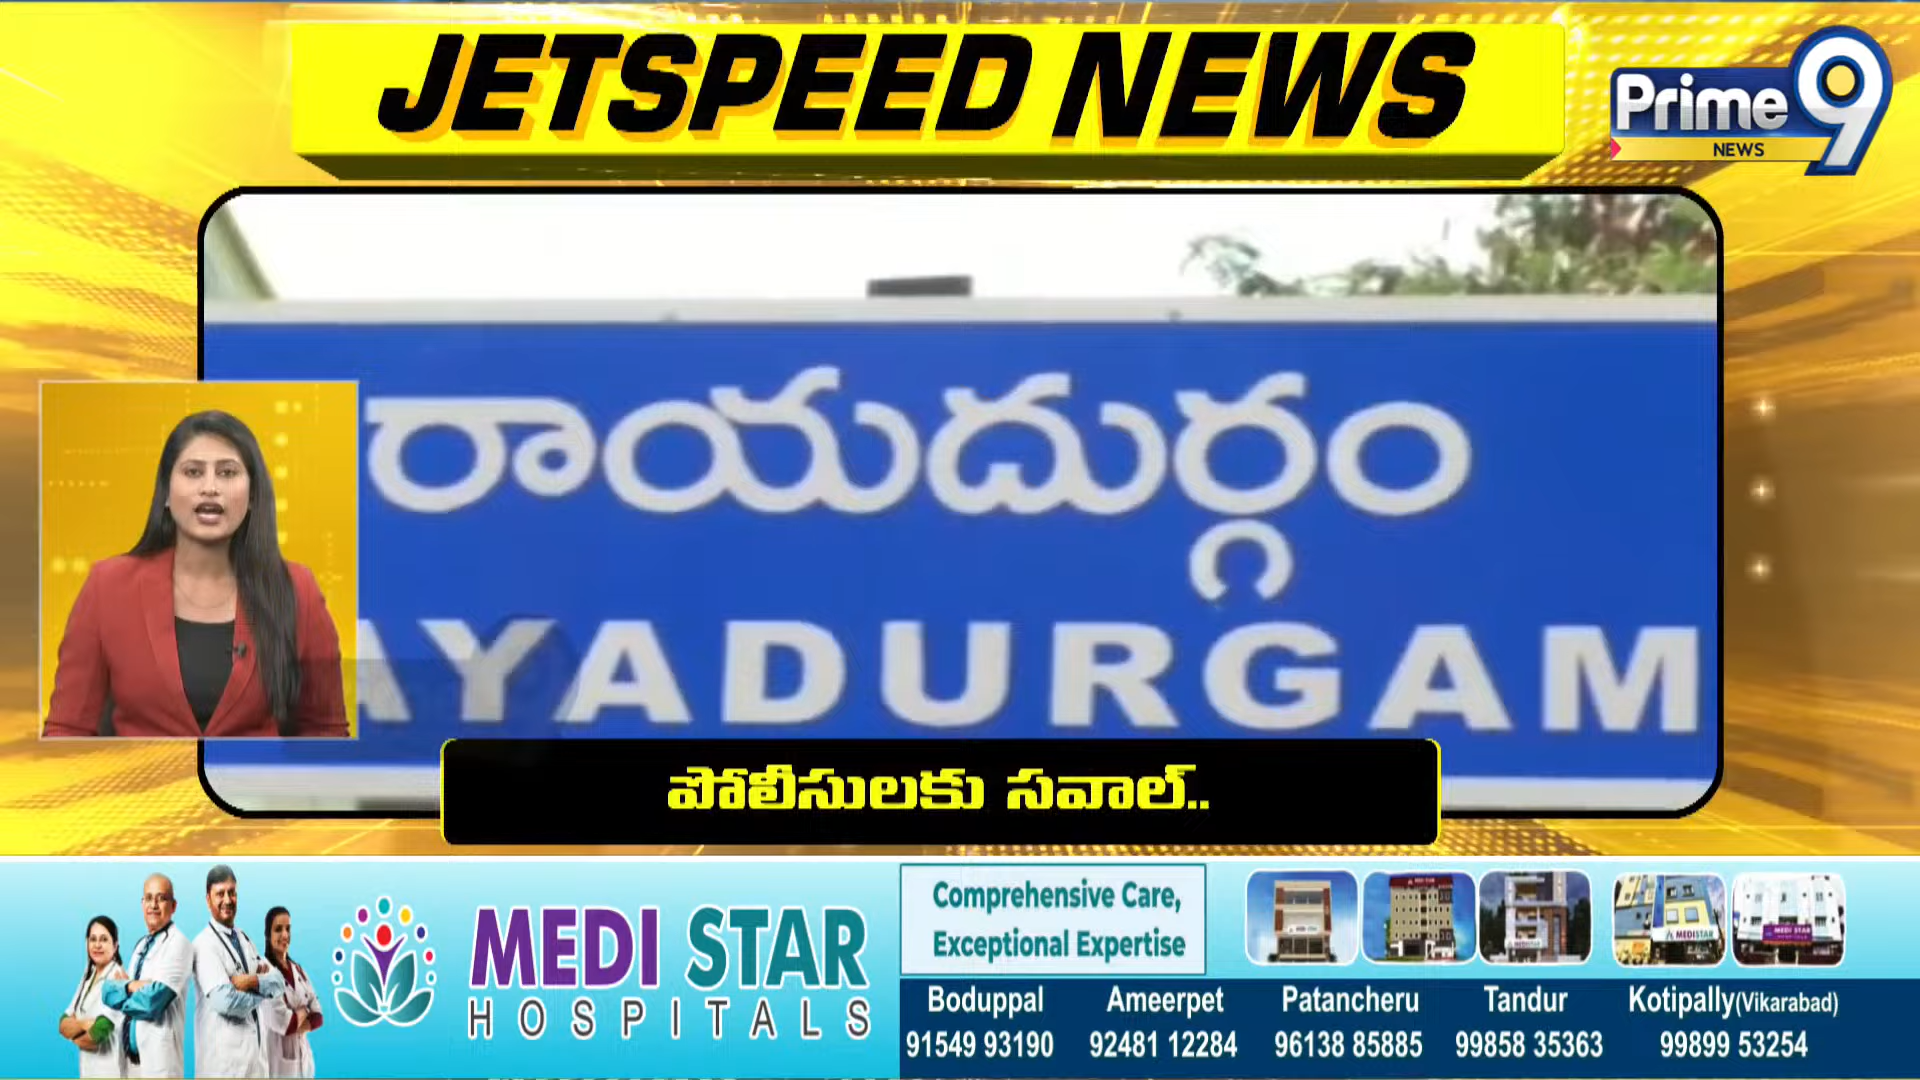 JETSPEED NEWS
Prime9
NEWS
రాయదుర్గం
AYADURGAM
పోలీసులకు సవాల్..
MEDI STAR
HOSPITALS
Comprehensive Care,
Exceptional Expertise
Boduppal
91549 93190
Ameerpet
92481 12284
Patancheru
96138 85885
Tandur
99858 35363
Kotipally(Vikarabad)
99899 53254